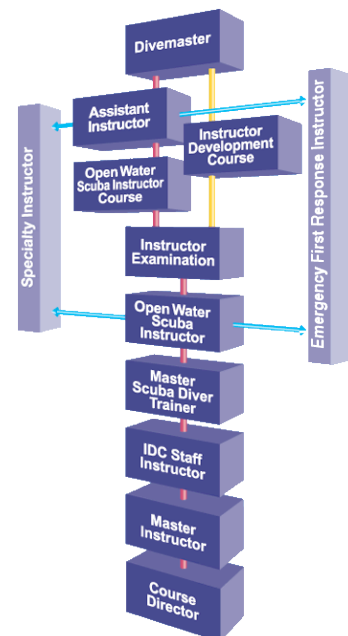 Divemaster
Assistant
Instructor
Instructor
Development
Course
Open Water
Scuba Instructor
Course
Specialty Instructor
Emergency First Response Instructor
Instructor
Examination
Open Water
Scuba
Instructor
Master
Scuba Diver
Trainer
IDC Staff
Instructor
Master
Instructor
Course
Director